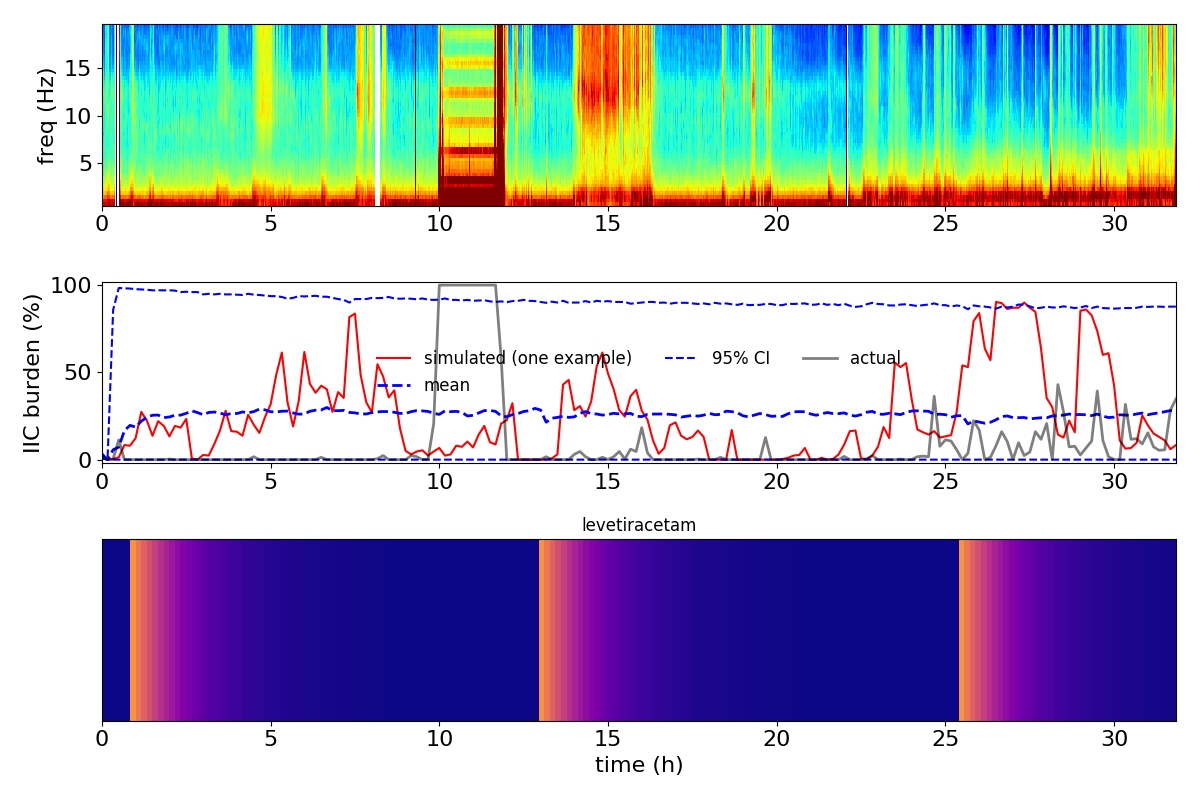 freq (Hz)
15
10
5
0 5 10 15 20 25 30
IIC burden (%)
100
50
0
simulated (one example) 95% CI actual
mean
0 5 10 15 20 25 30
levetiracetam
0 5 10 15 20 25 30
time (h)